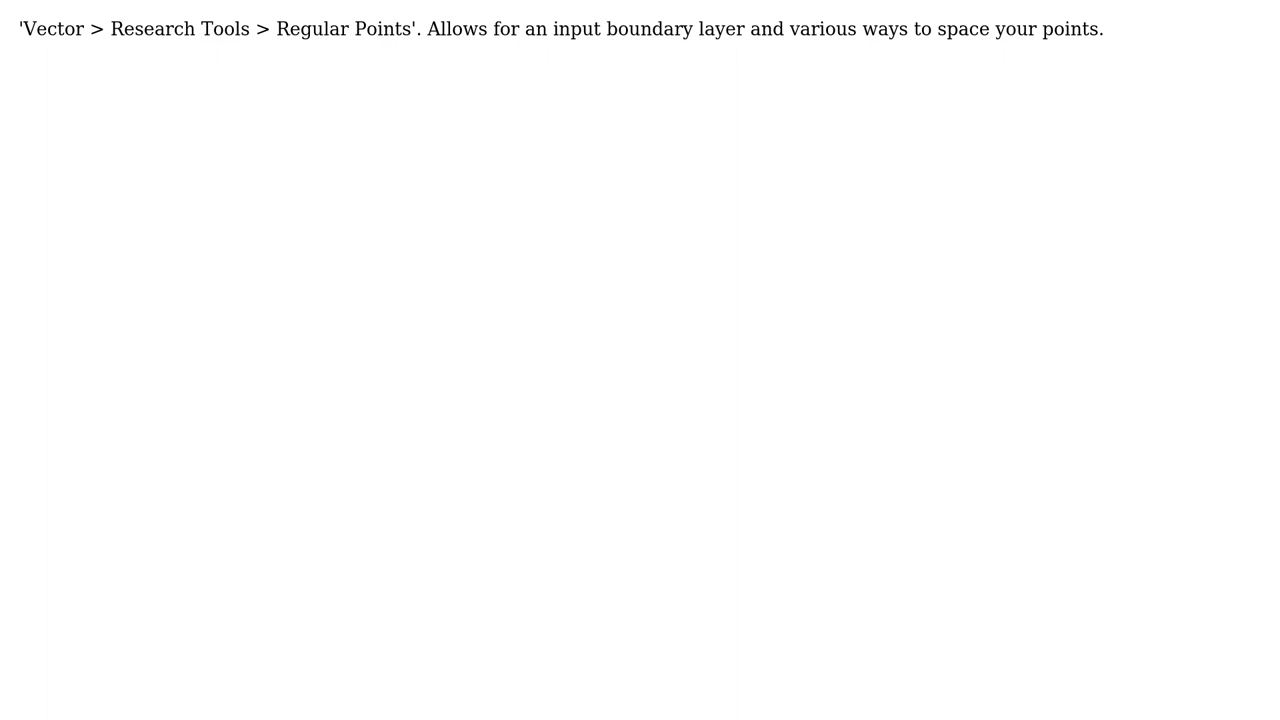 'Vector > Research Tools > Regular Points'. Allows for an input boundary layer and various ways to space your points.